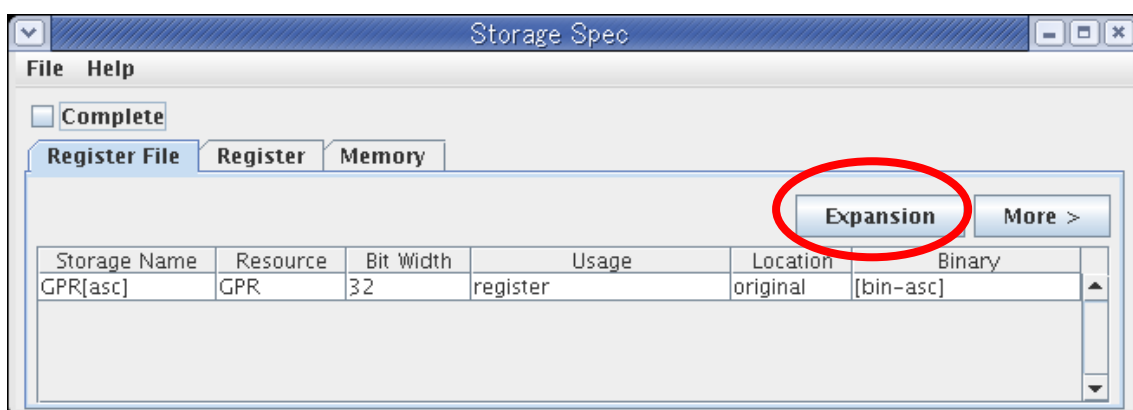 Storage Spec
File Help
Complete
Register File Register Memory
Expansion More >
Storage Name Resource Bit Width Usage Location Binary
GPR[asc] GPR 32 register original [bin-asc]